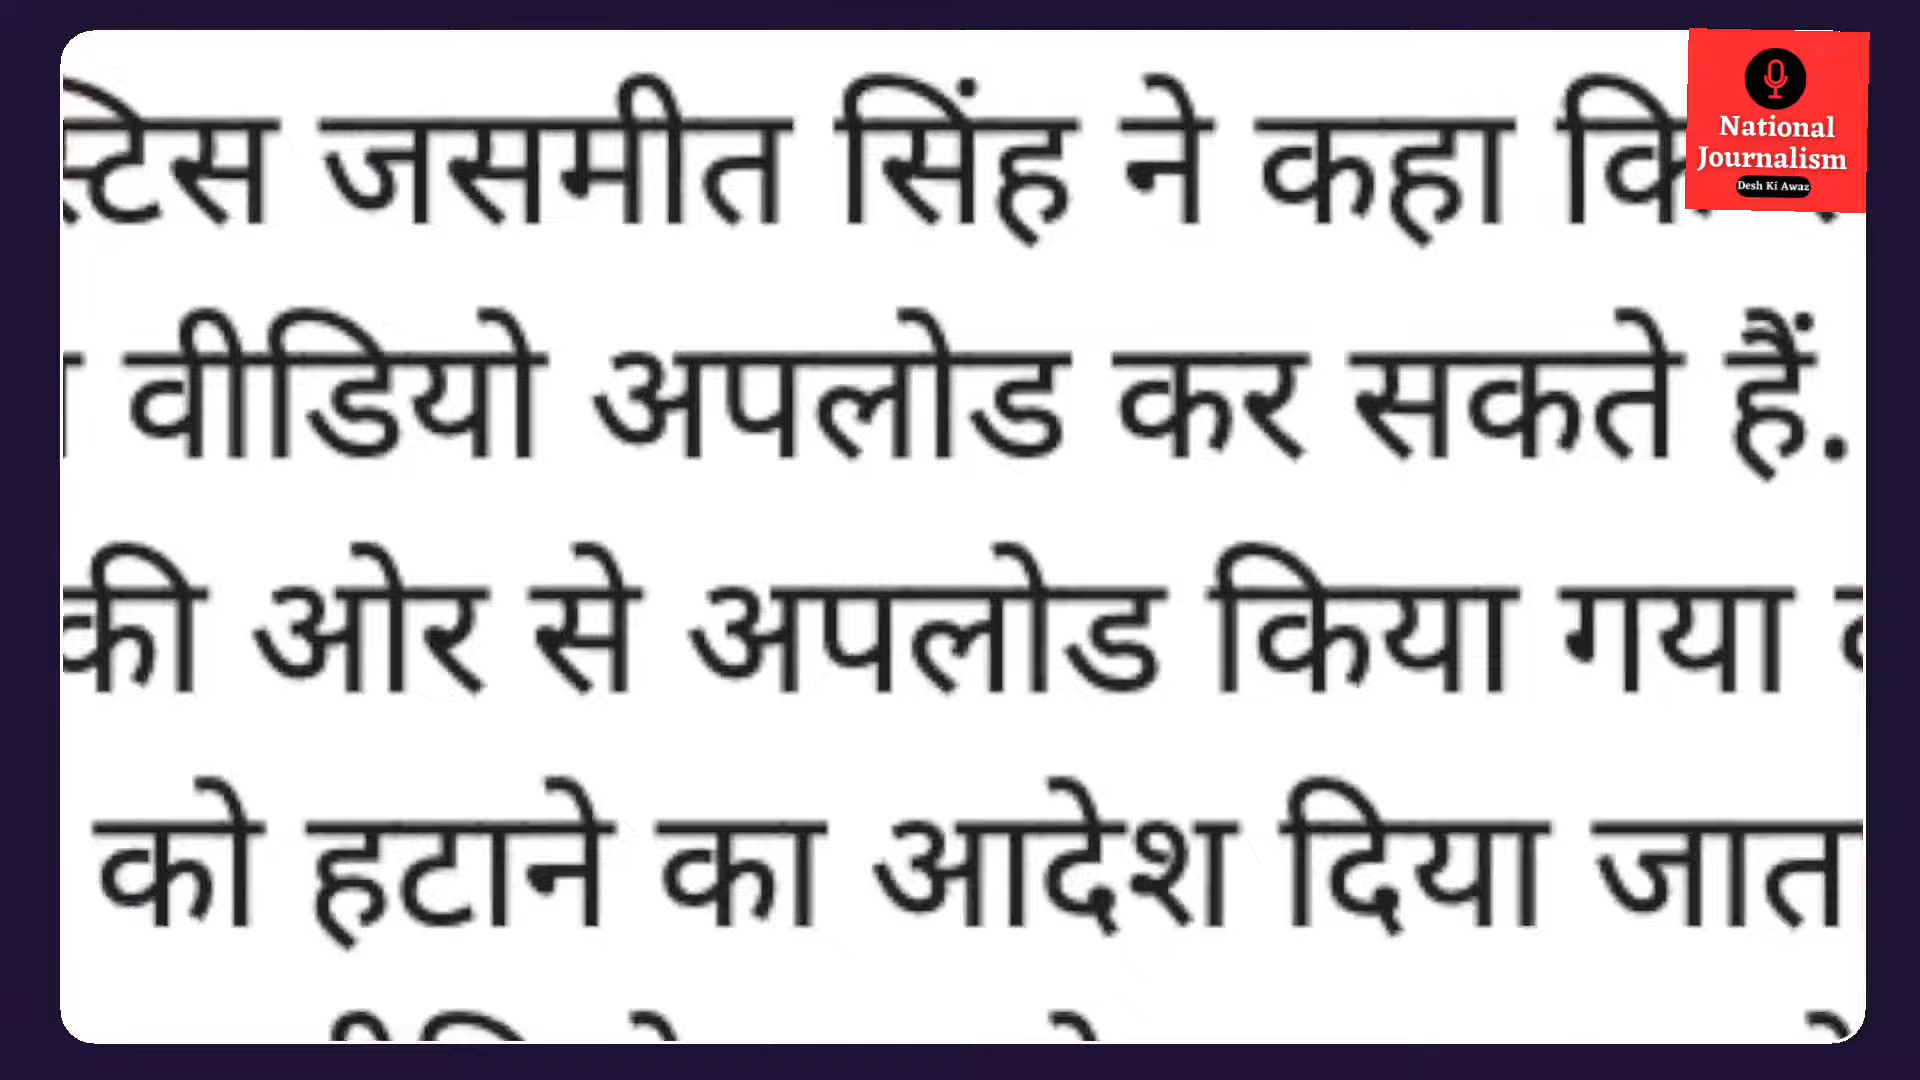 जसमीत सिंह ने कहा कि
वीडियो अपलोड कर सकते हैं.
की ओर से अपलोड किया गया
को हटाने का आदेश दिया
National
Journalism
Desh Ki Awaz